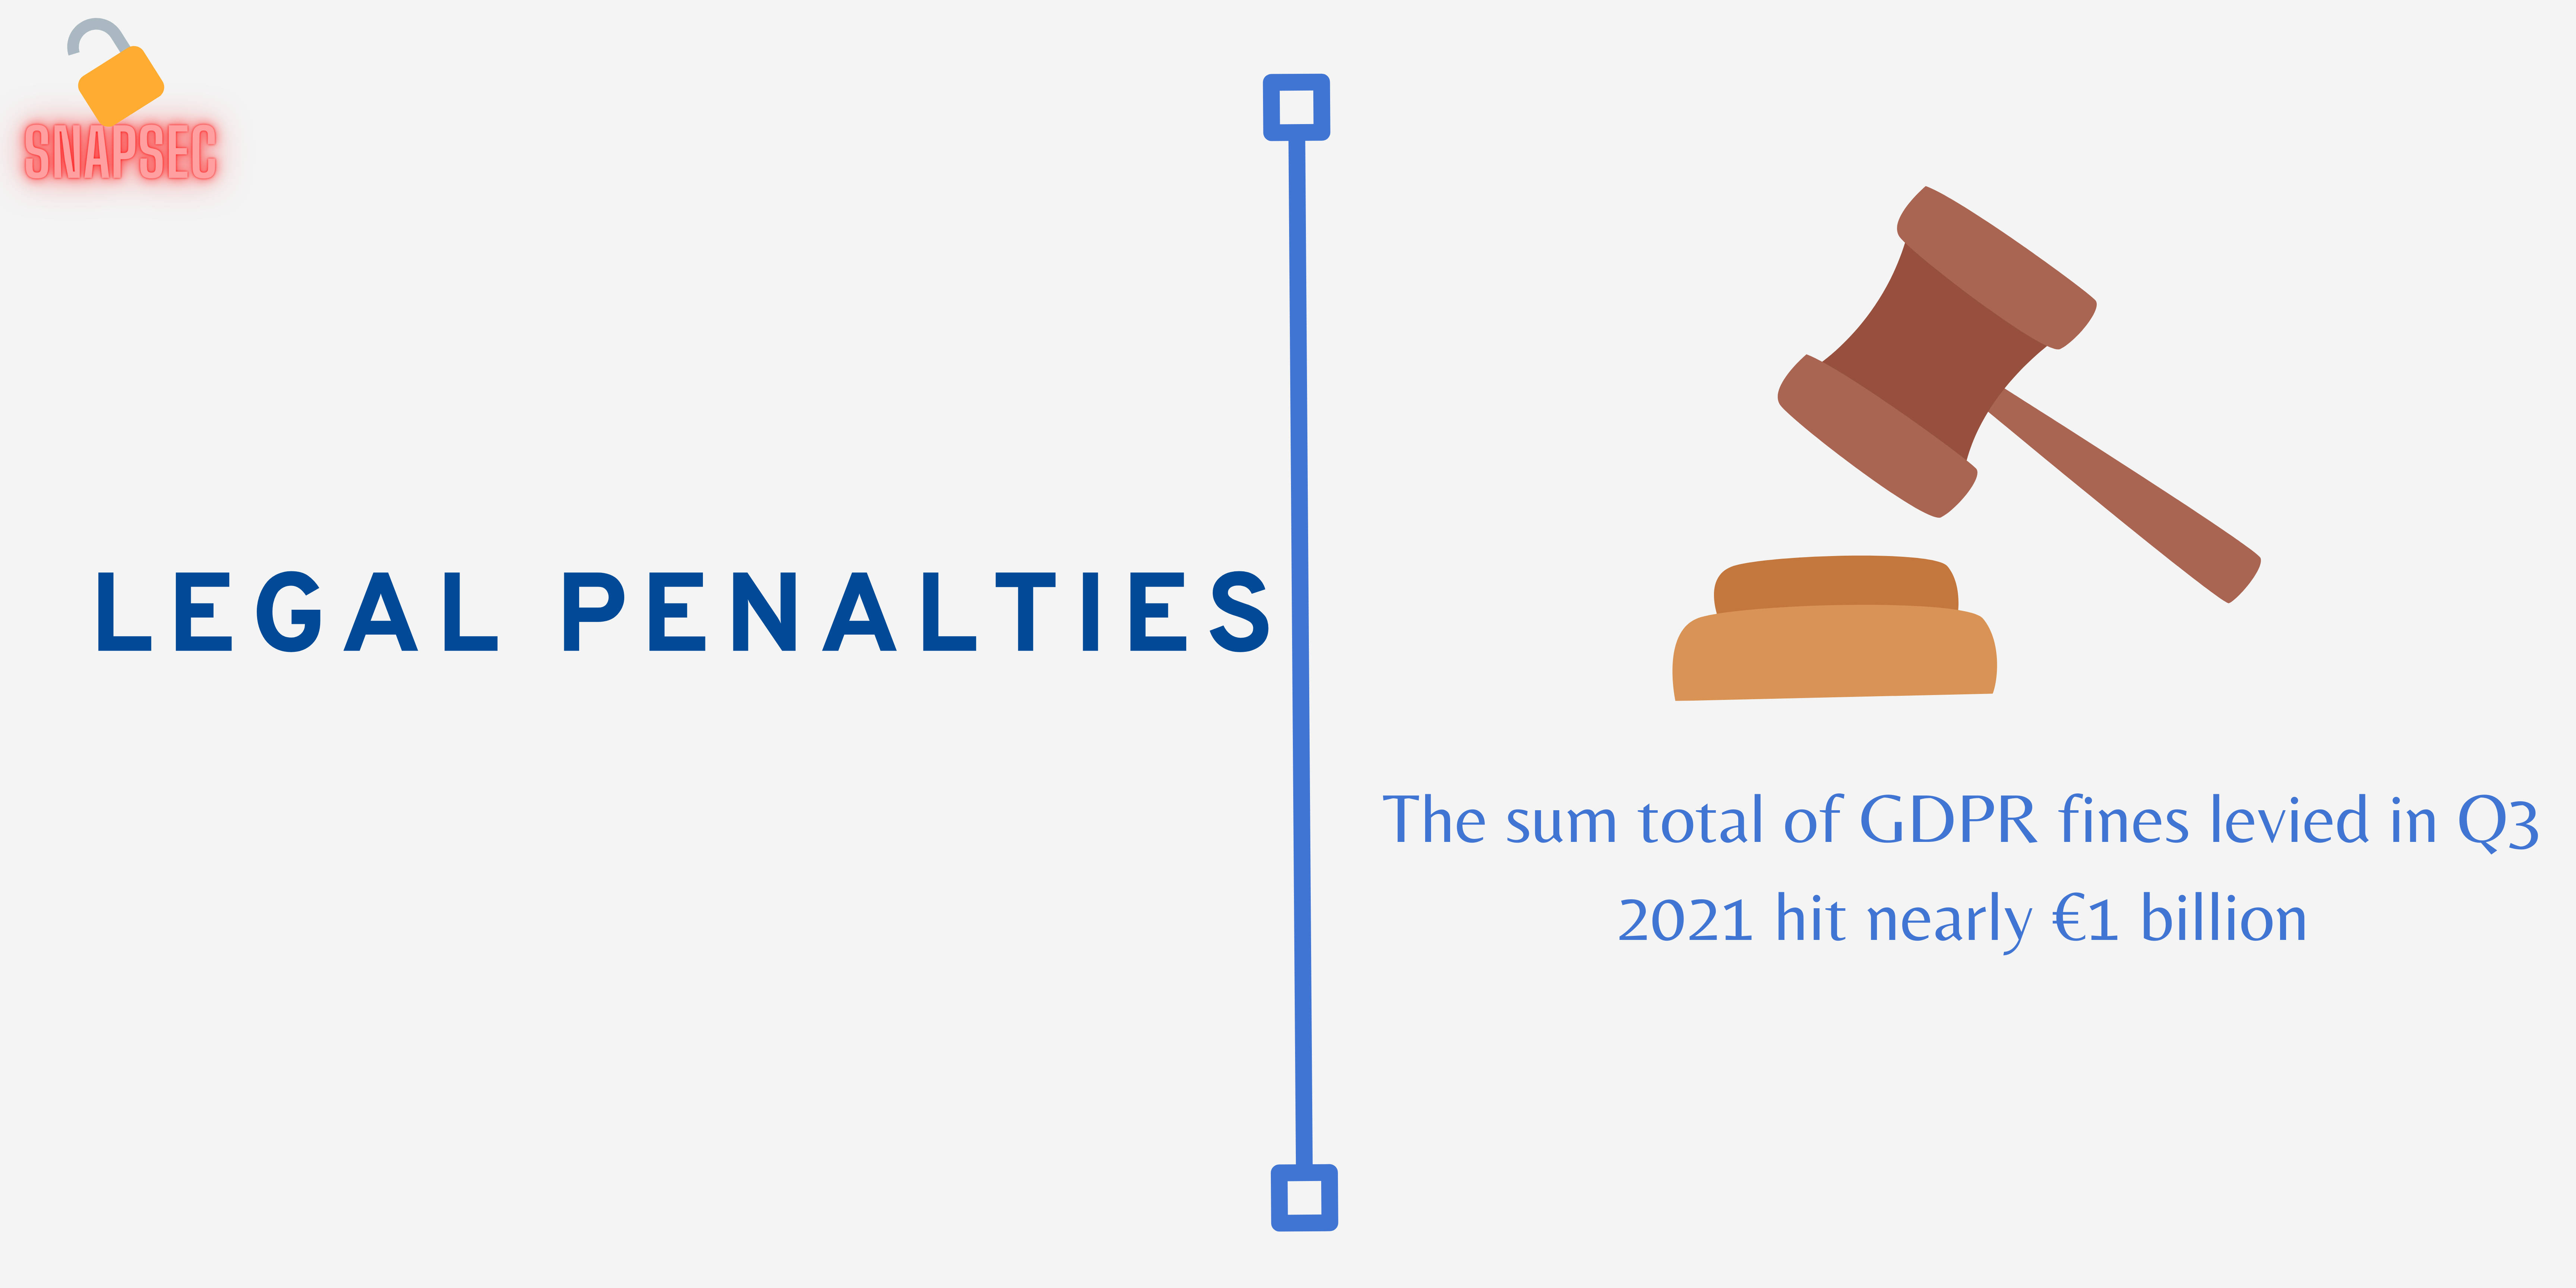 SNAPSEC
LEGAL PENALTIES
The sum total of GDPR fines levied in Q3
2021 hit nearly €1 billion